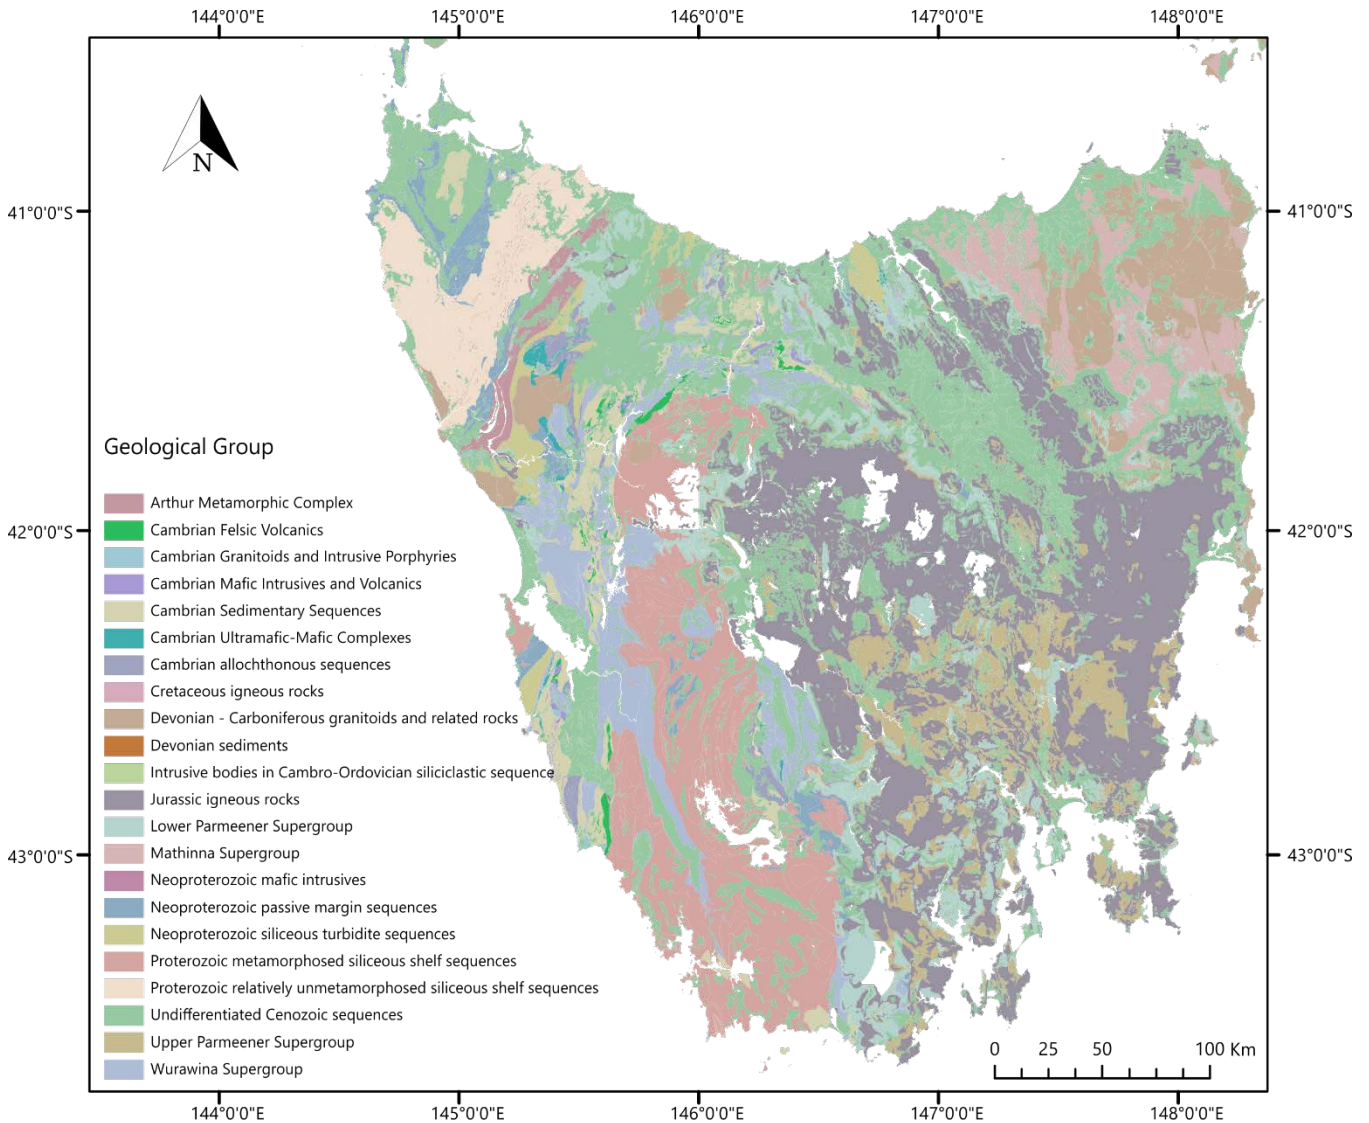 144°0'0"E 145°0'0"E 146°0'0"E 147°0'0"E 148°0'0"E
N
41°0'0"S 41°0'0"S
Geological Group
Arthur Metamorphic Complex
Cambrian Felsic Volcanics
42°0'0"S 42°0'0"S
Cambrian Granitoids and Intrusive Porphyries
Cambrian Mafic Intrusives and Volcanics
Cambrian Sedimentary Sequences
Cambrian Ultramafic-Mafic Complexes
Cambrian allochthonous sequences
Cretaceous igneous rocks
Devonian - Carboniferous granitoids and related rocks
Devonian sediments
Intrusive bodies in Cambro-Ordovician siliciclastic sequence
Jurassic igneous rocks
Lower Parmeener Supergroup
43°0'0"S 43°0'0"S
Mathinna Supergroup
Neoproterozoic mafic intrusives
Neoproterozoic passive margin sequences
Neoproterozoic siliceous turbidite sequences
Proterozoic metamorphosed siliceous shelf sequences
Proterozoic relatively unmetamorphosed siliceous shelf sequences
Undifferentiated Cenozoic sequences
Upper Parmeener Supergroup
0 25 50 100 Km
Wurawina Supergroup
144°0'0"E 145°0'0"E 146°0'0"E 147°0'0"E 148°0'0"E